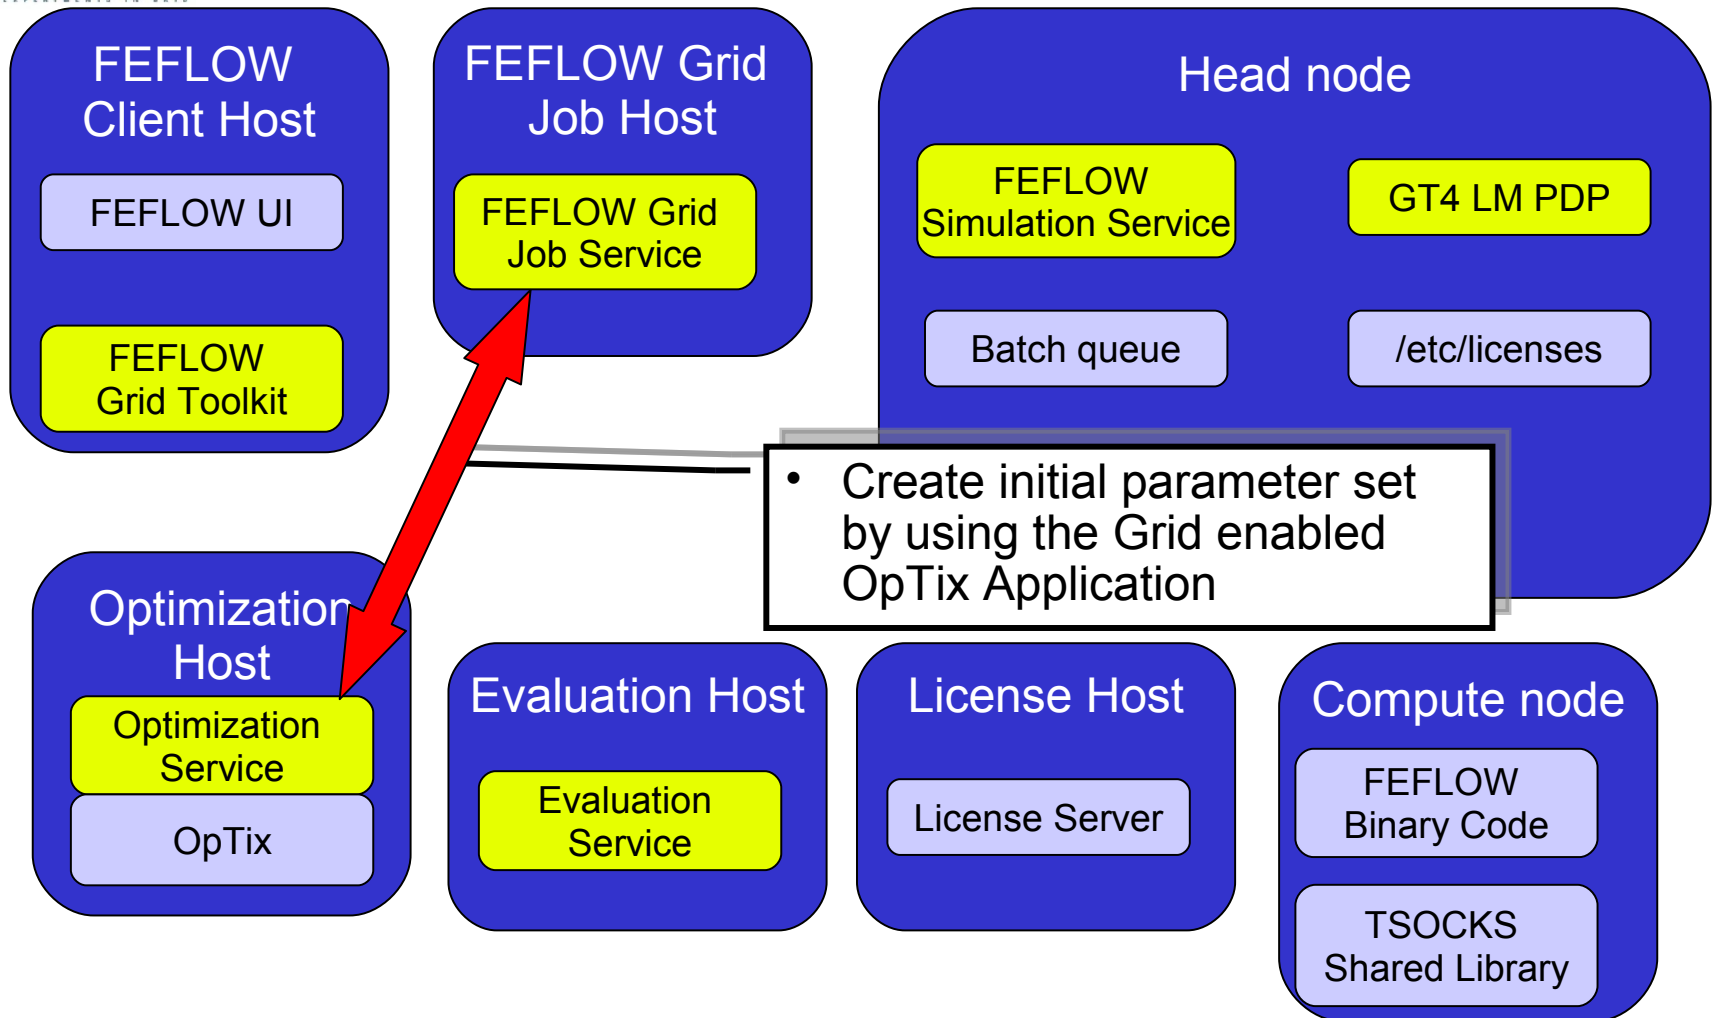 FEFLOW
Client Host
FEFLOW UI
FEFLOW
Grid Toolkit
FEFLOW Grid
Job Host
FEFLOW Grid
Job Service
Head node
FEFLOW
Simulation Service
GT4 LM PDP
Batch queue
/etc/licenses
• Create initial parameter set
by using the Grid enabled
OpTix Application
Optimization
Host
Optimization
Service
OpTix
Evaluation Host
Evaluation
Service
License Host
License Server
Compute node
FEFLOW
Binary Code
TSOCKS
Shared Library